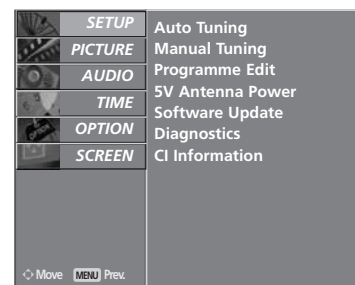 SETUP
PICTURE
AUDIO
TIME
OPTION
SCREEN
Auto Tuning
Manual Tuning
Programme Edit
5V Antenna Power
Software Update
Diagnostics
CI Information
Move MENU Prev.